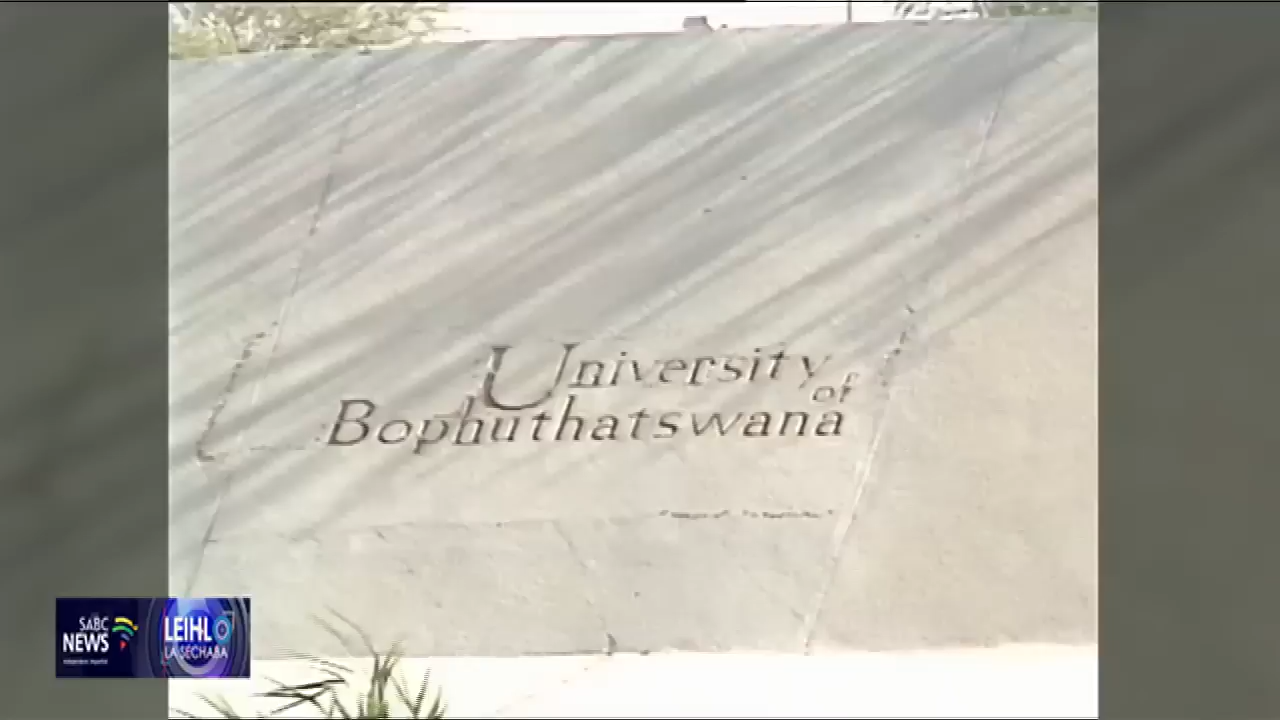 University
of
Bophuthatswana
SABC
NEWS
LEIHLO
LA SECHABA